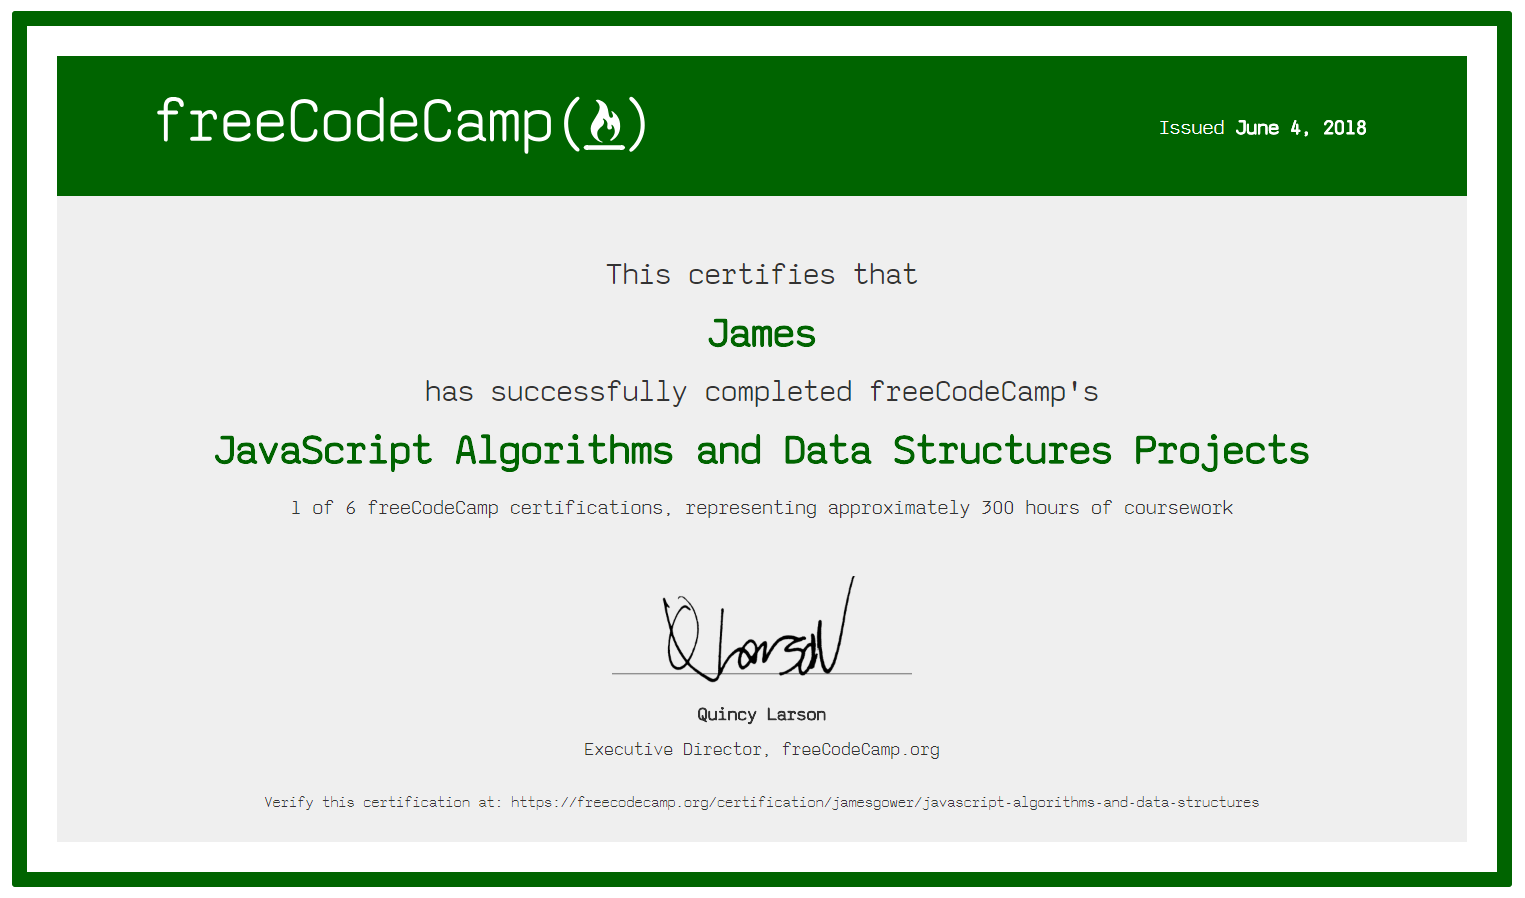 freeCodeCamp
Issued June 4, 2018
This certifies that
James
has successfully completed freeCodeCamp's
JavaScript Algorithms and Data Structures Projects
1 of 6 freeCodeCamp certifications, representing approximately 300 hours of coursework
Q Larson
Quincy Larson
Executive Director, freeCodeCamp.org
Verify this certification at: https://freecodecamp.org/certification/jamesgower/javascript-algorithms-and-data-structures